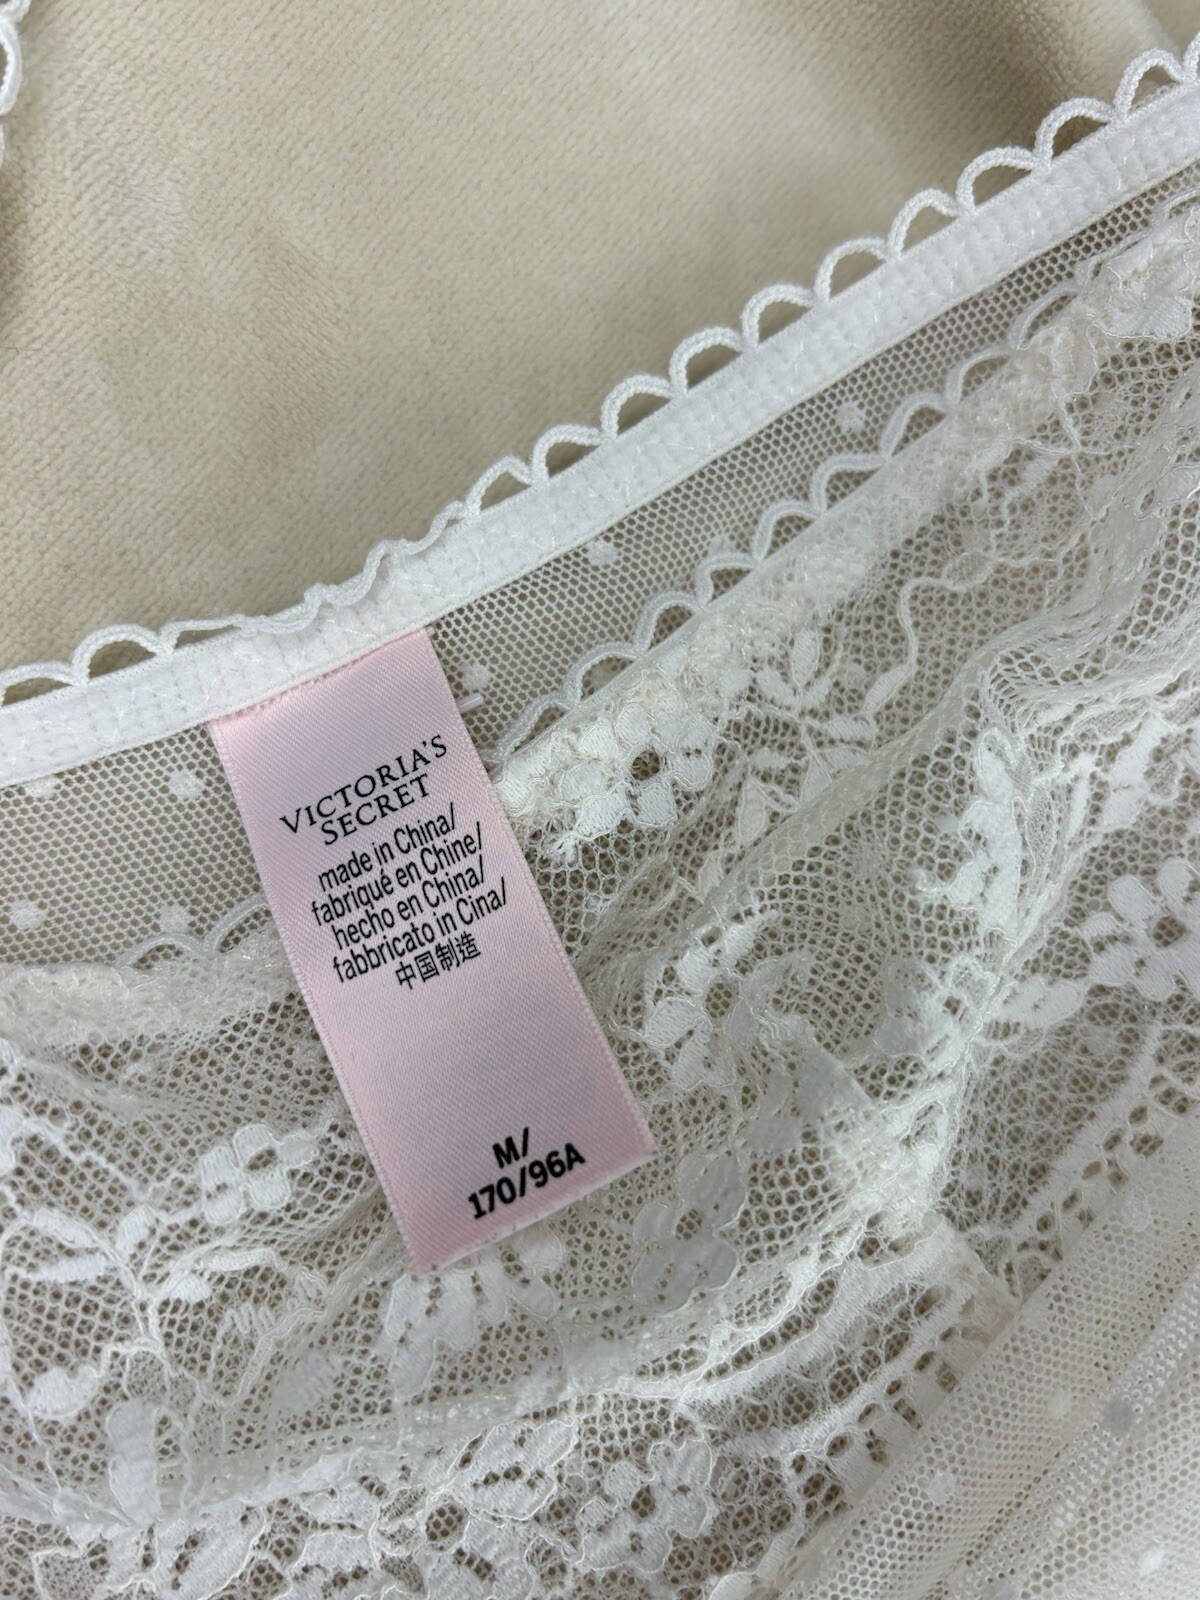 VICTORIA'S
SECRET
made in China/
fabriqué en Chine/
hecho en China/
fabbricato in Cina/
中国制造
M/
170/96A